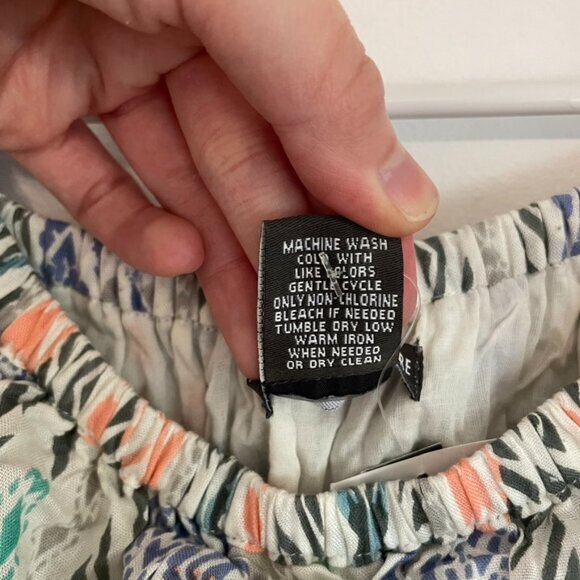 MACHINE WASH
COLD WITH
LIKE COLORS
GENTLE CYCLE
ONLY NON-CHLORINE
BLEACH IF NEEDED
TUMBLE DRY LOW
WARM IRON
WHEN NEEDED
OR DRY CLEAN